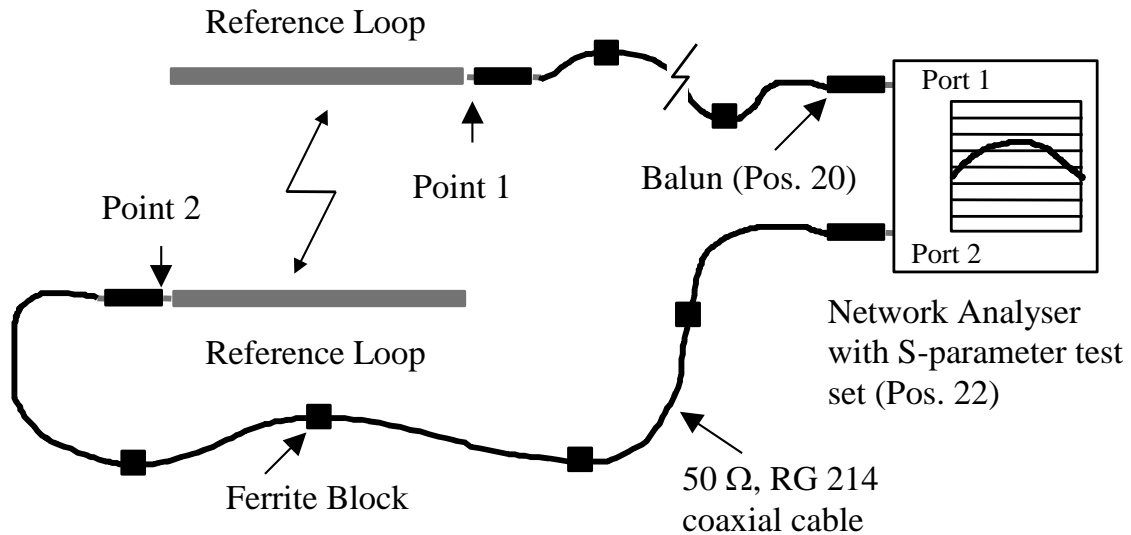 Reference Loop
Port 1
Point 1
Balun (Pos. 20)
Point 2
Port 2
Network Analyser
with S-parameter test
set (Pos. 22)
Reference Loop
Ferrite Block
50 Ω, RG 214
coaxial cable